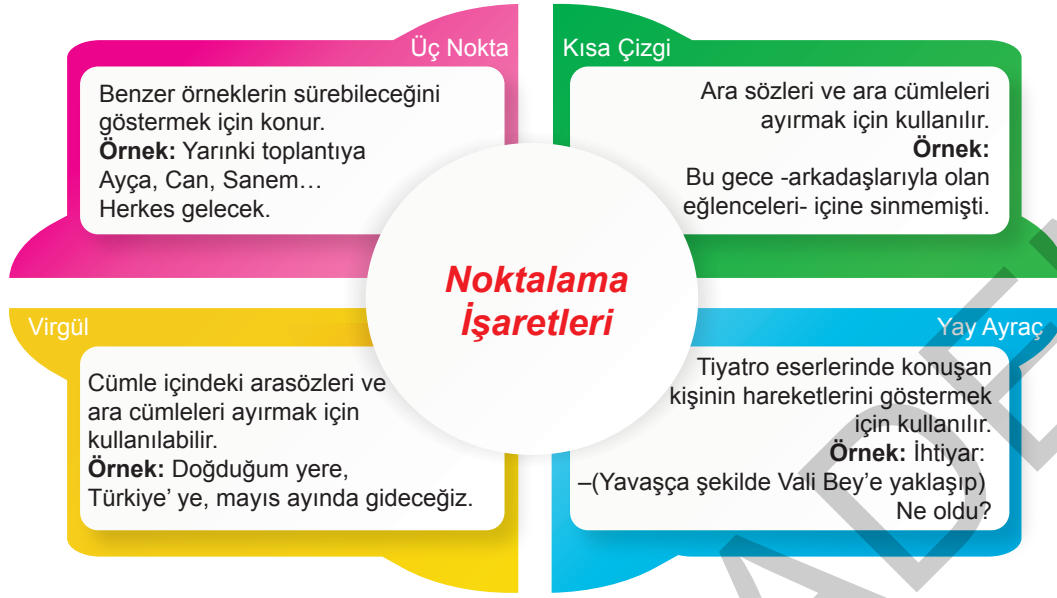 Üç Nokta
Benzer örneklerin sürebileceğini
göstermek için konur.
Örnek: Yarınki toplantıya
Ayça, Can, Sanem…
Herkes gelecek.
Kısa Çizgi
Ara sözleri ve ara cümleleri
ayırmak için kullanılır.
Örnek:
Bu gece -arkadaşlarıyla olan
eğlenceleri- içine sinmemişti.
Noktalama
İşaretleri
Virgül
Cümle içindeki arasözleri ve
ara cümleleri ayırmak için
kullanılabilir.
Örnek: Doğduğum yere,
Türkiye’ ye, mayıs ayında gideceğiz.
Yay Ayraç
Tiyatro eserlerinde konuşan
kişinin hareketlerini göstermek
için kullanılır.
Örnek: İhtiyar:
–(Yavaşça şekilde Vali Bey’e yaklaşıp)
Ne oldu?